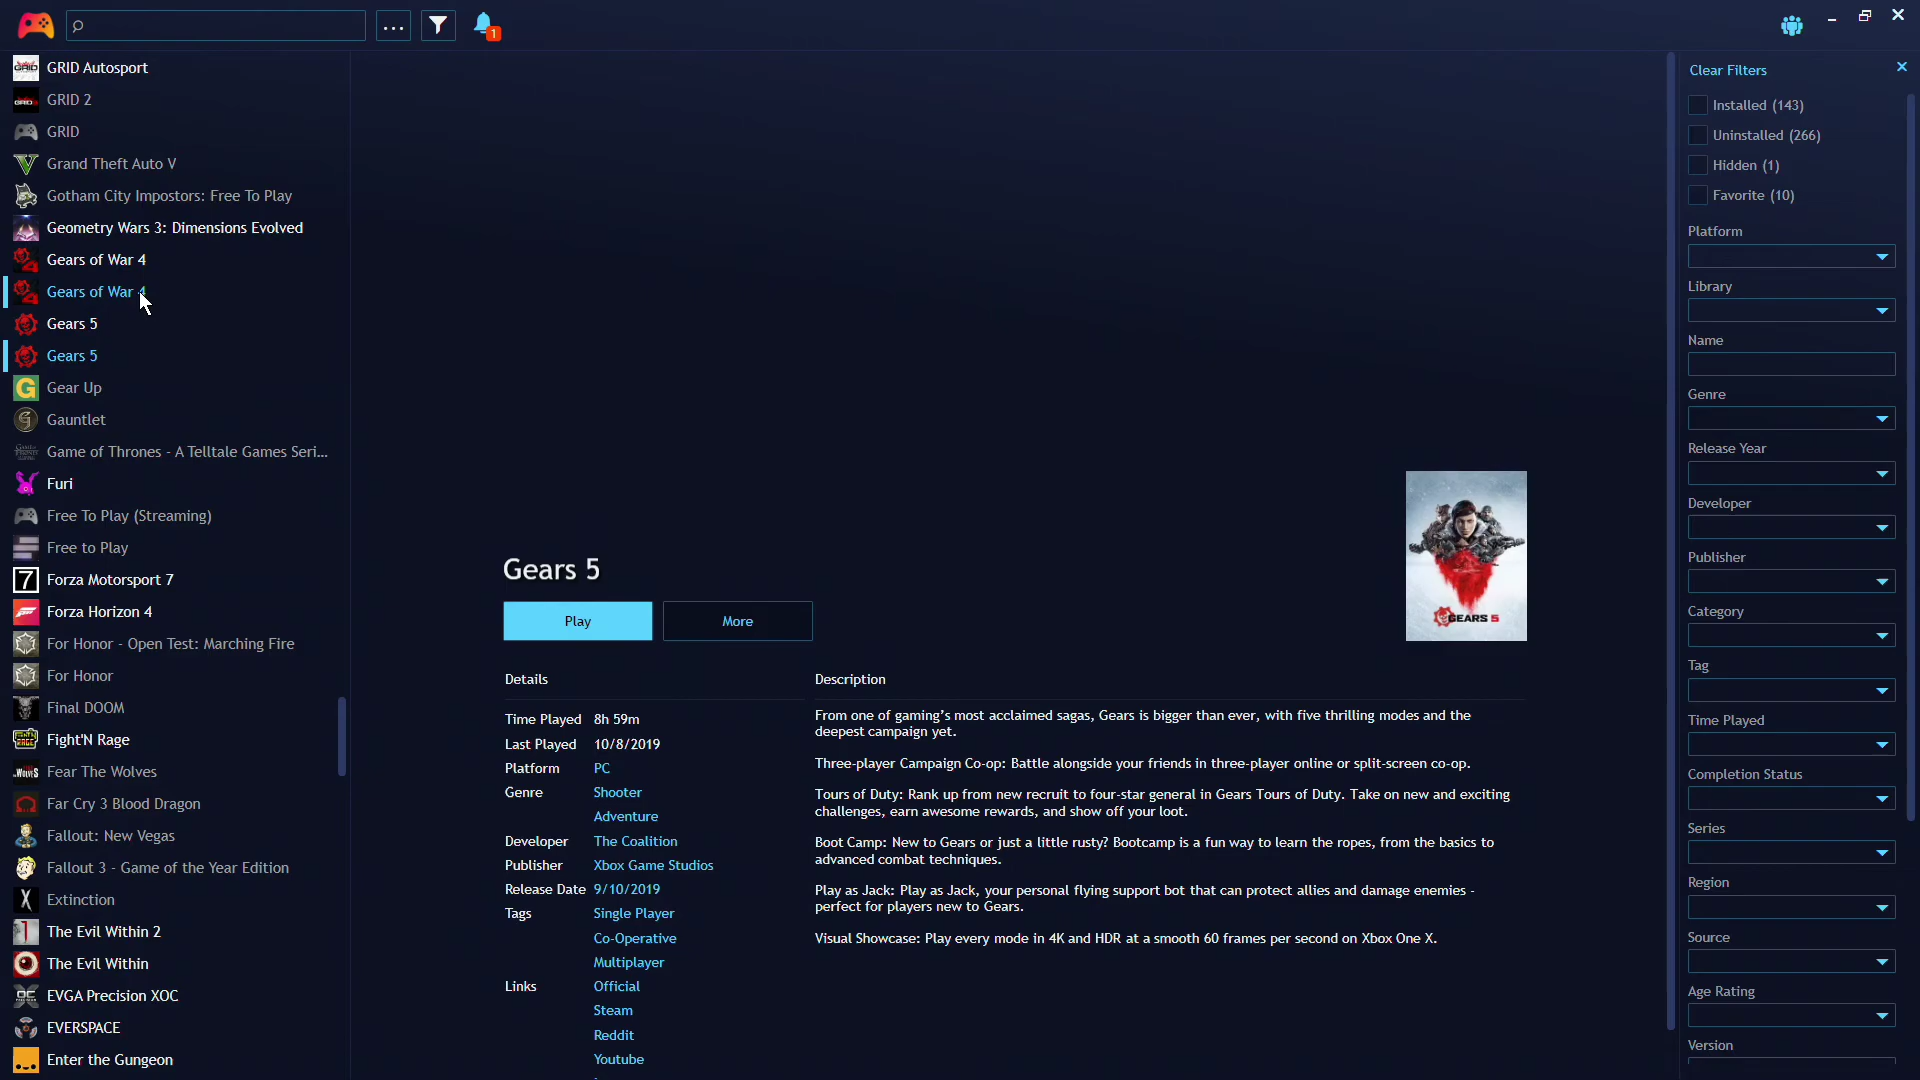 1
GRID Autosport
GRID 2
GRID
Grand Theft Auto V
Gotham City Impostors: Free To Play
Geometry Wars 3: Dimensions Evolved
Gears of War 4
Gears of War 4
Gears 5
Gears 5
Gear Up
Gauntlet
Game of Thrones - A Telltale Games Seri...
Furi
Free To Play (Streaming)
Free to Play
Forza Motorsport 7
Forza Horizon 4
For Honor - Open Test: Marching Fire
For Honor
Final DOOM
Fight'N Rage
Fear The Wolves
Far Cry 3 Blood Dragon
Fallout: New Vegas
Fallout 3 - Game of the Year Edition
Extinction
The Evil Within 2
The Evil Within
EVGA Precision XOC
EVERSPACE
Enter the Gungeon
Gears 5
Play
More
GEARS 5
Details
Time Played 8h 59m
Last Played 10/8/2019
Platform PC
Genre Shooter
Adventure
Developer The Coalition
Publisher Xbox Game Studios
Release Date 9/10/2019
Tags Single Player
Co-Operative
Multiplayer
Links Official
Steam
Reddit
Youtube
Description
From one of gaming's most acclaimed sagas, Gears is bigger than ever, with five thrilling modes and the
deepest campaign yet.
Three-player Campaign Co-op: Battle alongside your friends in three-player online or split-screen co-op.
Tours of Duty: Rank up from new recruit to four-star general in Gears Tours of Duty. Take on new and exciting
challenges, earn awesome rewards, and show off your loot.
Boot Camp: New to Gears or just a little rusty? Bootcamp is a fun way to learn the ropes, from the basics to
advanced combat techniques.
Play as Jack: Play as Jack, your personal flying support bot that can protect allies and damage enemies -
perfect for players new to Gears.
Visual Showcase: Play every mode in 4K and HDR at a smooth 60 frames per second on Xbox One X.
Clear Filters
Installed (143)
Uninstalled (266)
Hidden (1)
Favorite (10)
Platform
Library
Name
Genre
Release Year
Developer
Publisher
Category
Tag
Time Played
Completion Status
Series
Region
Source
Age Rating
Version